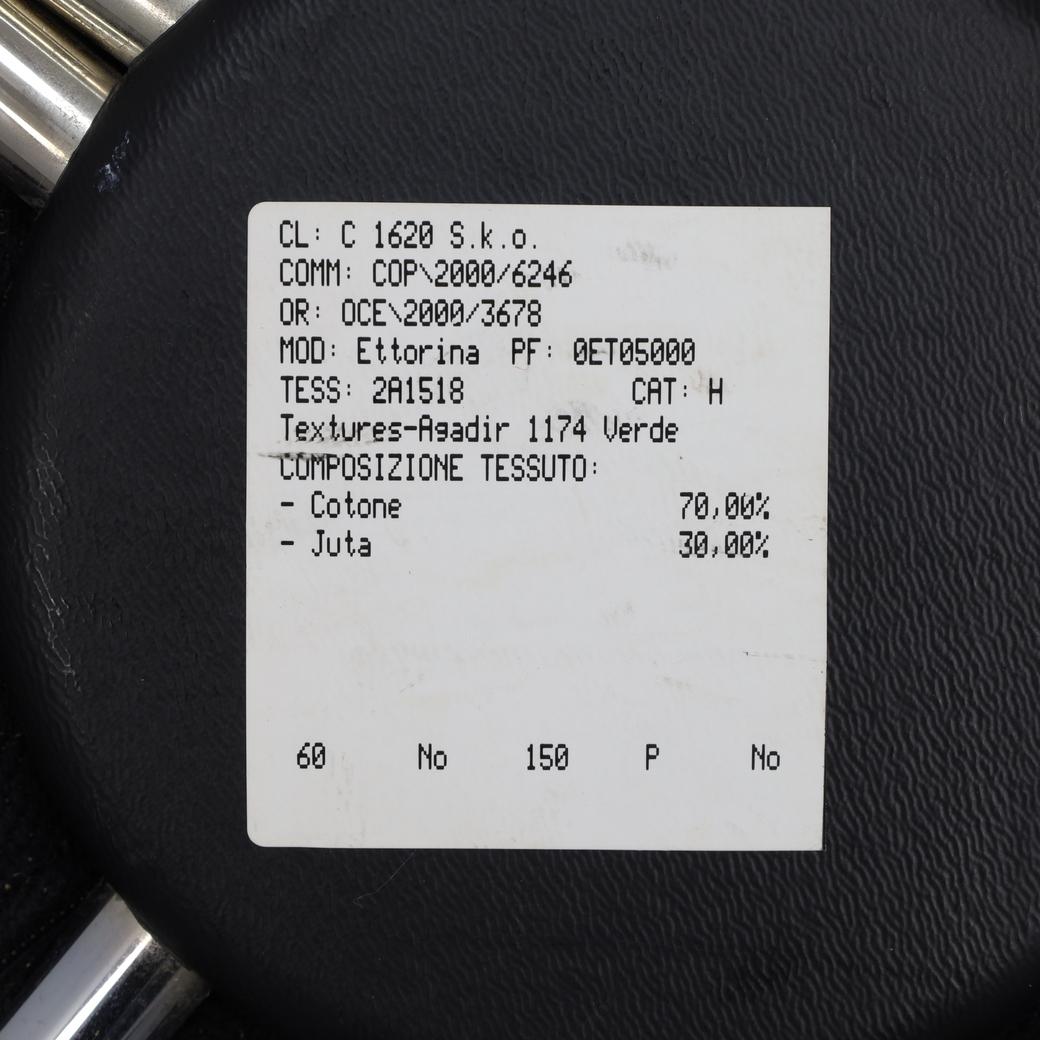 CL: C 1620 S.k.o.
COMM: COP\2000/6246
OR: OCE\2000/3678
MOD: Ettorina PF: 0ET05000
TESS: 2A1518 CAT: H
Textures-Agadir 1174 Verde
COMPOSIZIONE TESSUTO:
- Cotone 70,00%
- Juta 30,00%
60 No 150 P No